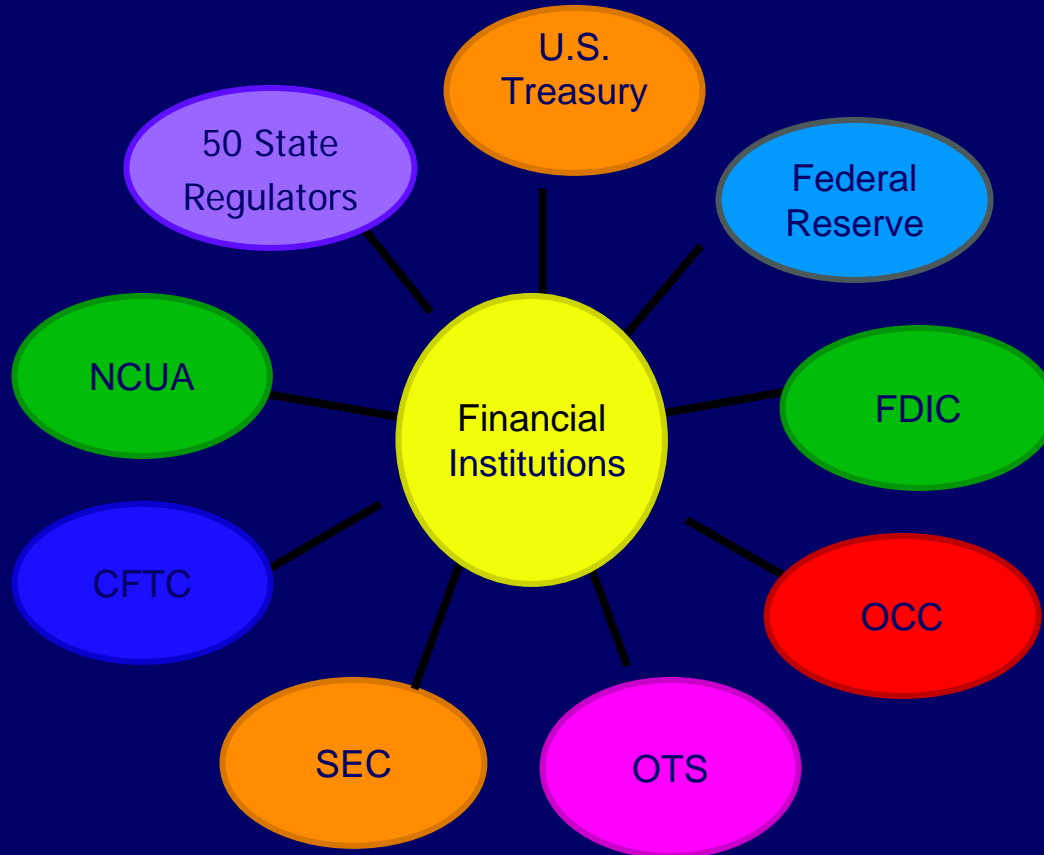 U.S.
Treasury
50 State
Regulators
Federal
Reserve
NCUA
Financial
Institutions
FDIC
CFTC
OCC
SEC
OTS